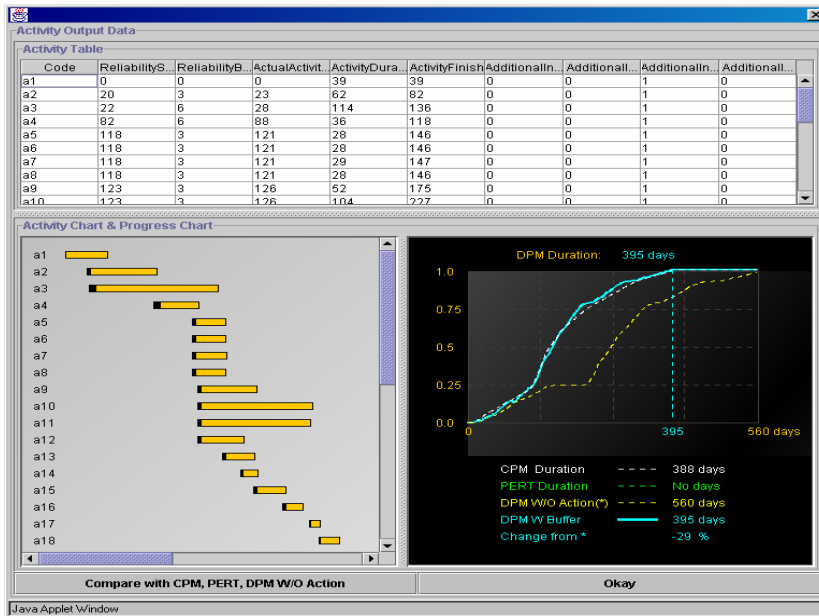 Activity Output Data
Activity Table
Code ReliabilityS... ReliabilityB... ActualActivit... ActivityDura... ActivityFinish AdditionalIn... AdditionalI... AdditionalIn... AdditionalI...
a1 0 0 0 39 39 0 0 1 0
a2 20 3 23 62 82 0 0 1 0
a3 22 6 28 114 136 0 0 1 0
a4 82 6 88 36 118 0 0 1 0
a5 118 3 121 28 146 0 0 1 0
a6 118 3 121 28 146 0 0 1 0
a7 118 3 121 29 147 0 0 1 0
a8 118 3 121 28 146 0 0 1 0
a9 123 3 126 52 175 0 0 1 0
a10 123 3 126 104 227 0 0 1 0
Activity Chart & Progress Chart
a1
a2
a3
a4
a5
a6
a7
a8
a9
a10
a11
a12
a13
a14
a15
a16
a17
a18
DPM Duration: 395 days
1.0
0.75
0.5
0.25
0.0
0 395 560 days
CPM Duration ---- 388 days
PERT Duration ---- No days
DPM W/O Action(*) ---- 560 days
DPM W Buffer 395 days
Change from * -29 %
Compare with CPM, PERT, DPM W/O Action Okay
Java Applet Window